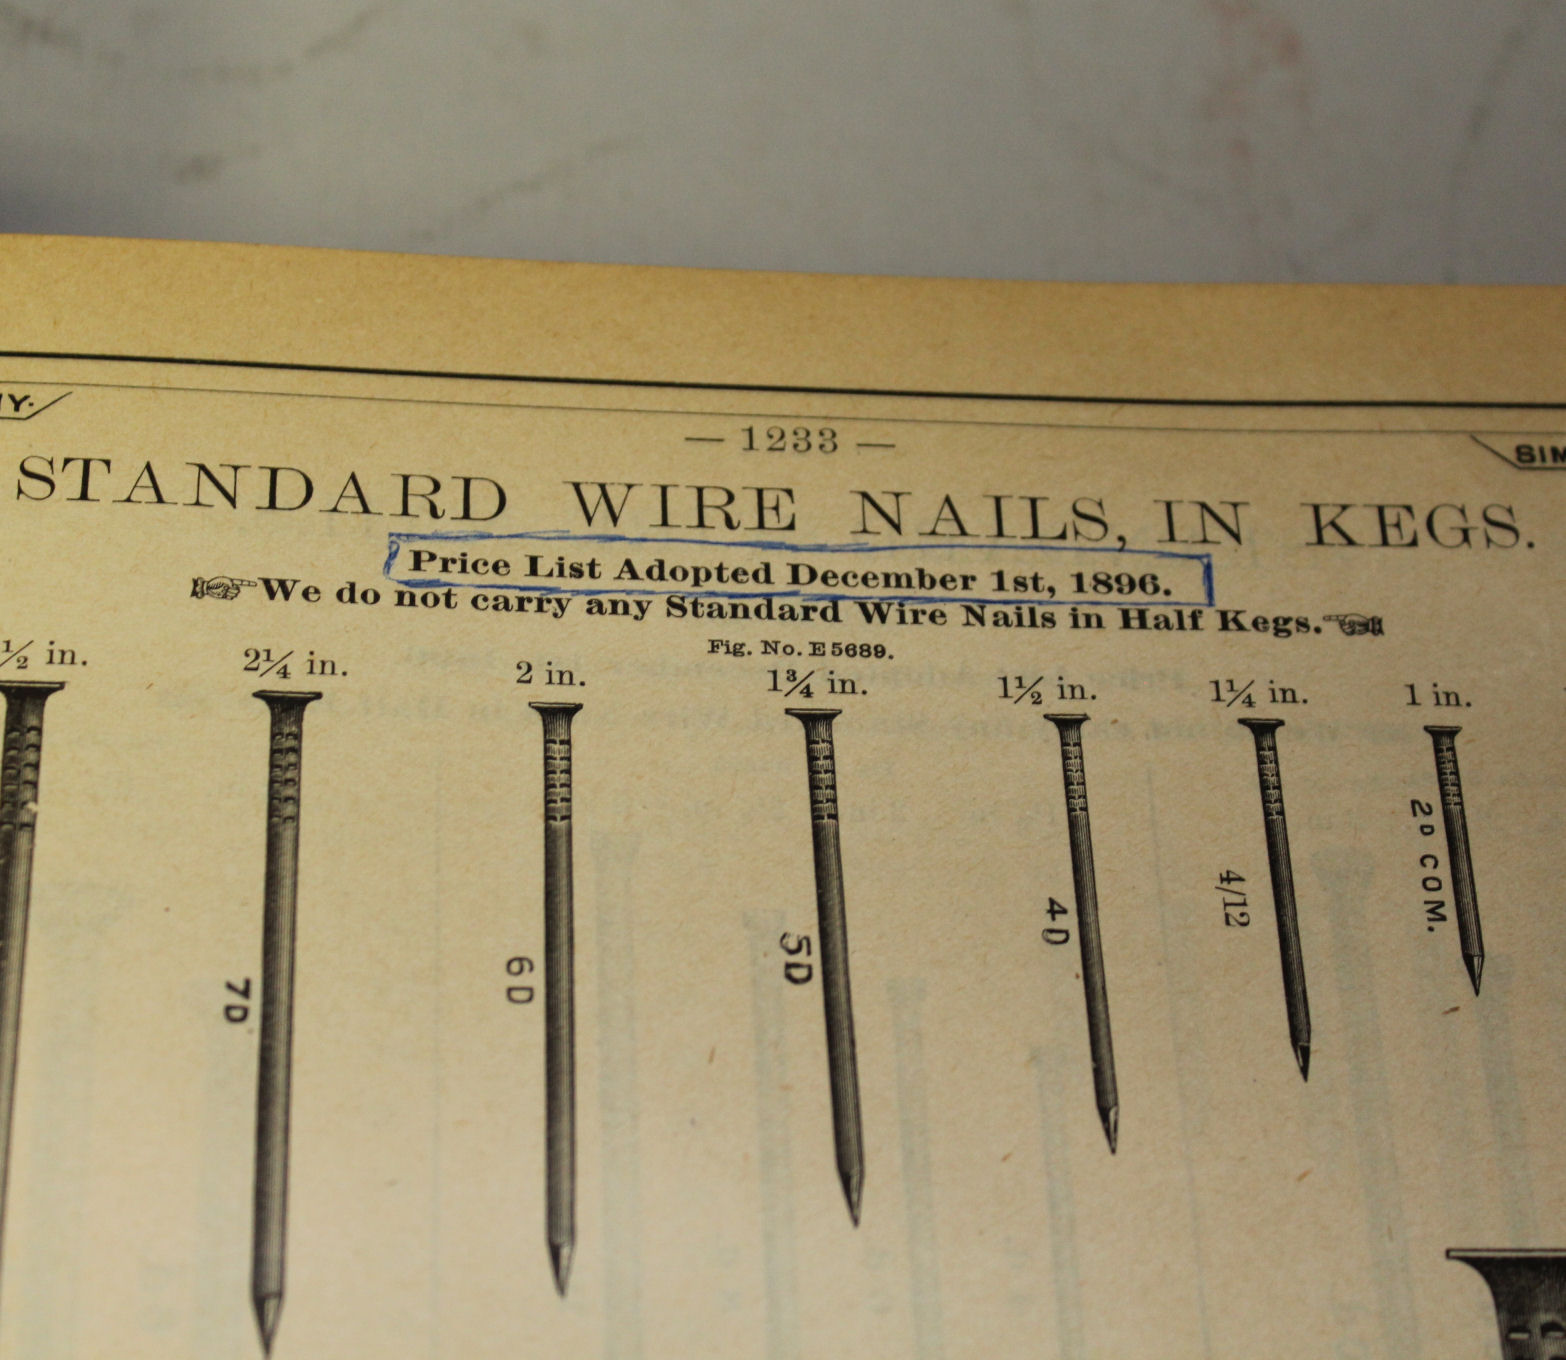 — 1233 —
STANDARD WIRE NAILS, IN KEGS.
Price List Adopted December 1st, 1896.
We do not carry any Standard Wire Nails in Half Kegs.
Fig. No. E 5689.
½ in. 2¼ in. 2 in. 1¾ in. 1½ in. 1¼ in. 1 in.
7D 6D 5D 4D 4/12 2D COM.